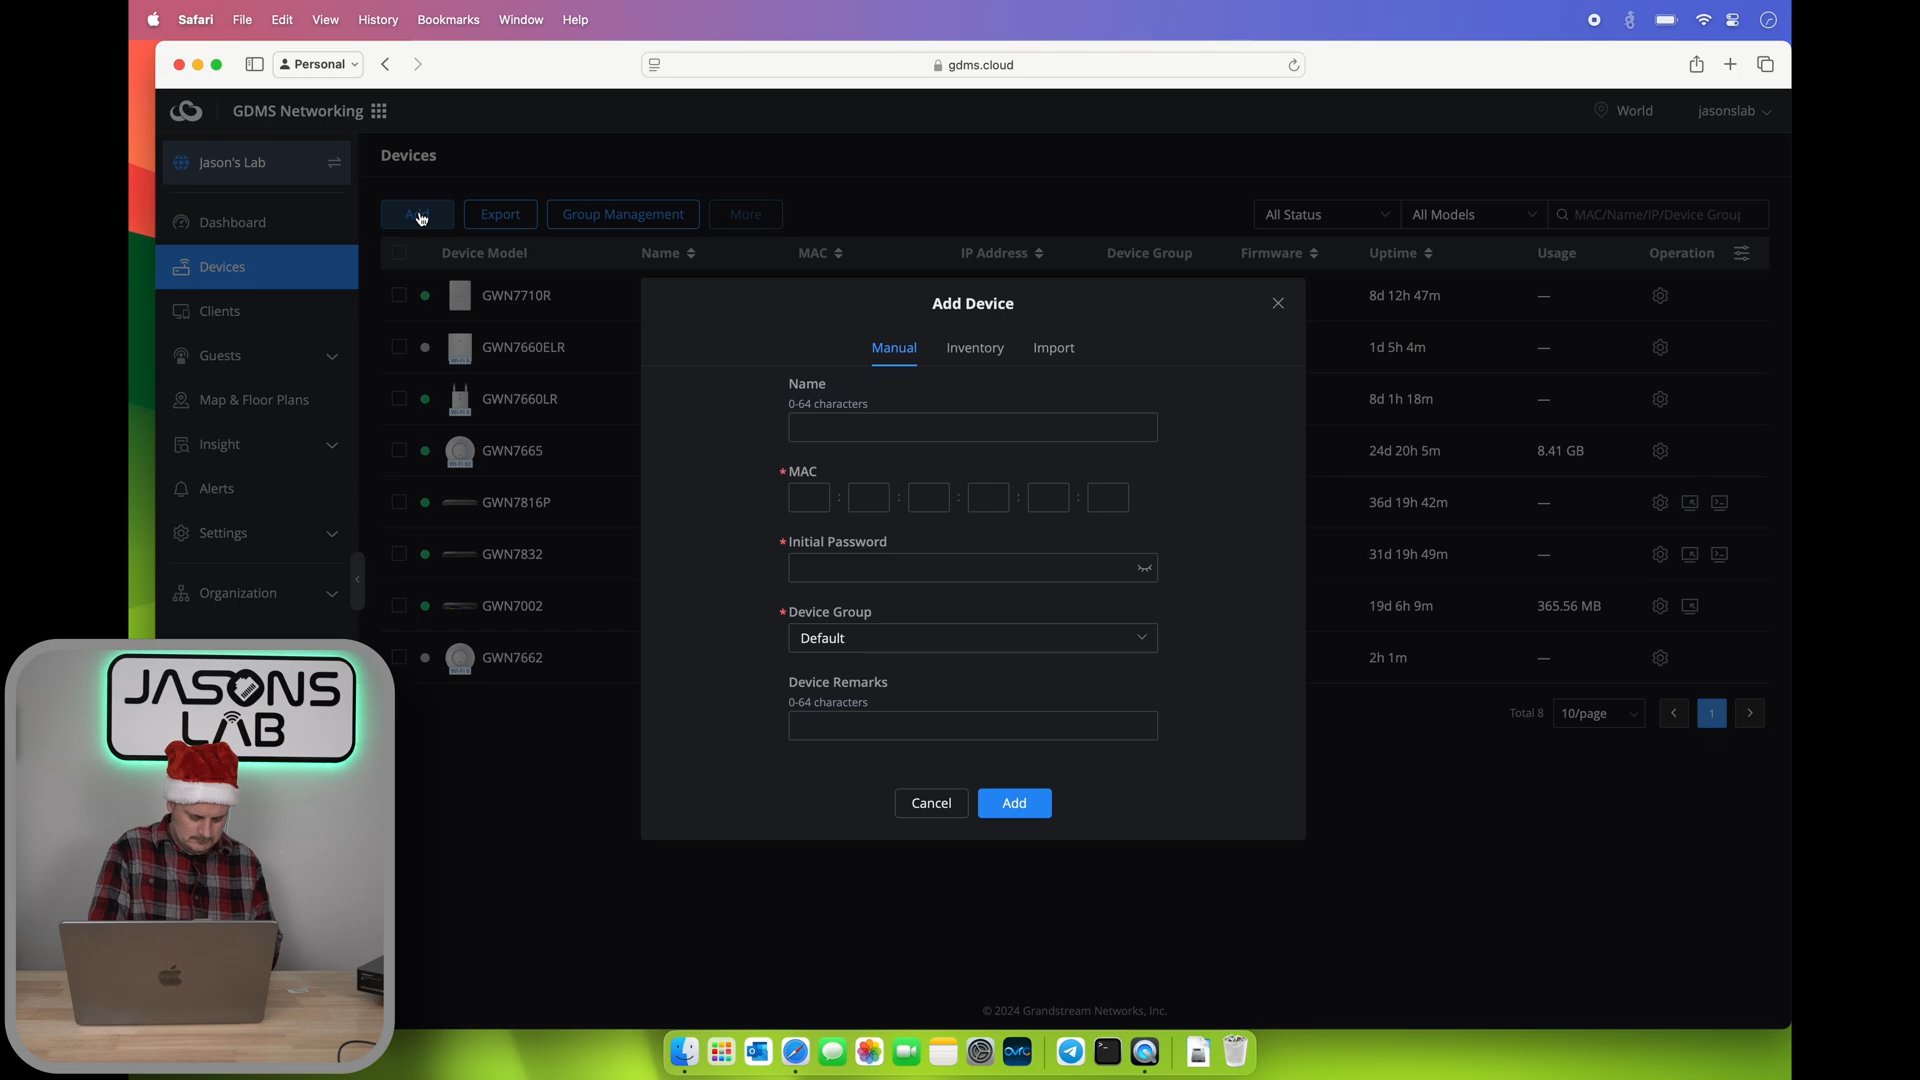 Safari File Edit View History Bookmarks Window Help
Personal
gdms.cloud
GDMS Networking
World
jasonslab
Jason's Lab
Devices
Dashboard
Add
Export
Group Management
More
All Status
All Models
MAC/Name/IP/Device Group
Device Model
Name
MAC
IP Address
Device Group
Firmware
Uptime
Usage
Operation
Devices
Clients
Guests
Map & Floor Plans
Insight
Alerts
Settings
Organization
GWN7710R
8d 12h 47m
—
GWN7660ELR
1d 5h 4m
—
GWN7660LR
8d 1h 18m
—
GWN7665
24d 20h 5m
8.41 GB
GWN7816P
36d 19h 42m
—
GWN7832
31d 19h 49m
—
GWN7002
19d 6h 9m
365.56 MB
GWN7662
2h 1m
—
Total 8
10/page
1
Add Device
Manual
Inventory
Import
Name
0-64 characters
*MAC
: : : : :
*Initial Password
*Device Group
Default
Device Remarks
0-64 characters
Cancel
Add
© 2024 Grandstream Networks, Inc.
JASONS
LAB
ovrc